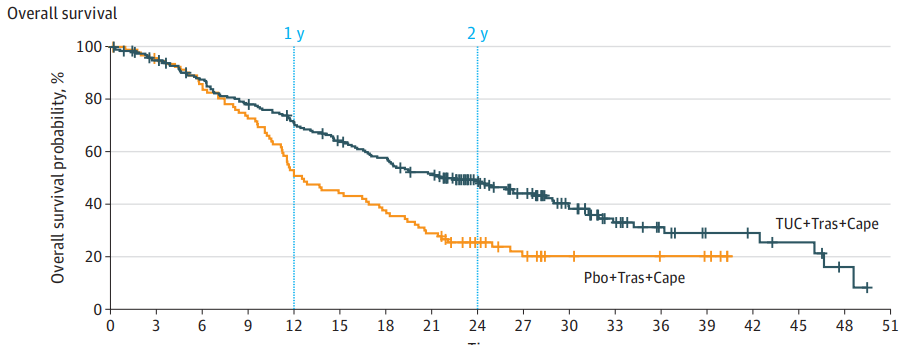 Overall survival
1 y
2 y
Overall survival probability, %
100
80
60
40
20
0
TUC+Tras+Cape
Pbo+Tras+Cape
0 3 6 9 12 15 18 21 24 27 30 33 36 39 42 45 48 51